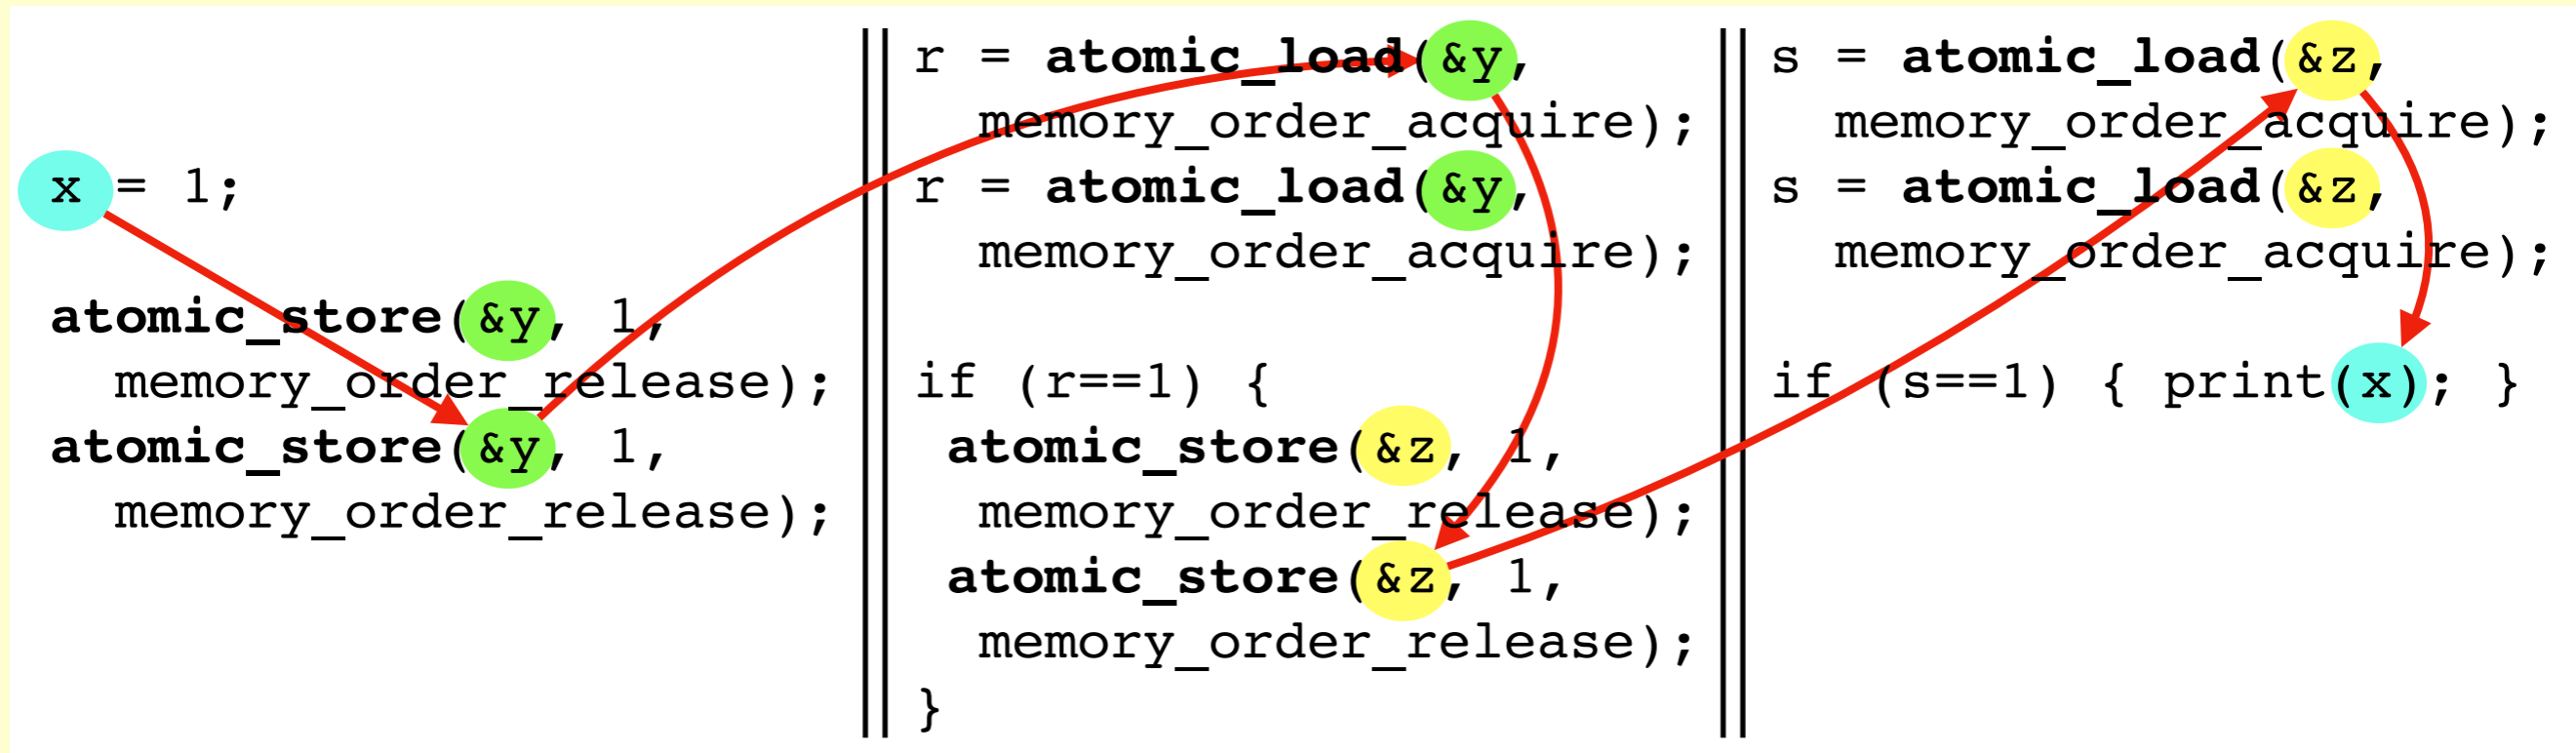 x = 1;
atomic_store(&y, 1,
memory_order_release);
atomic_store(&y, 1,
memory_order_release);
r = atomic_load(&y,
memory_order_acquire);
r = atomic_load(&y,
memory_order_acquire);
if (r==1) {
atomic_store(&z, 1,
memory_order_release);
atomic_store(&z, 1,
memory_order_release);
}
s = atomic_load(&z,
memory_order_acquire);
s = atomic_load(&z,
memory_order_acquire);
if (s==1) { print(x); }